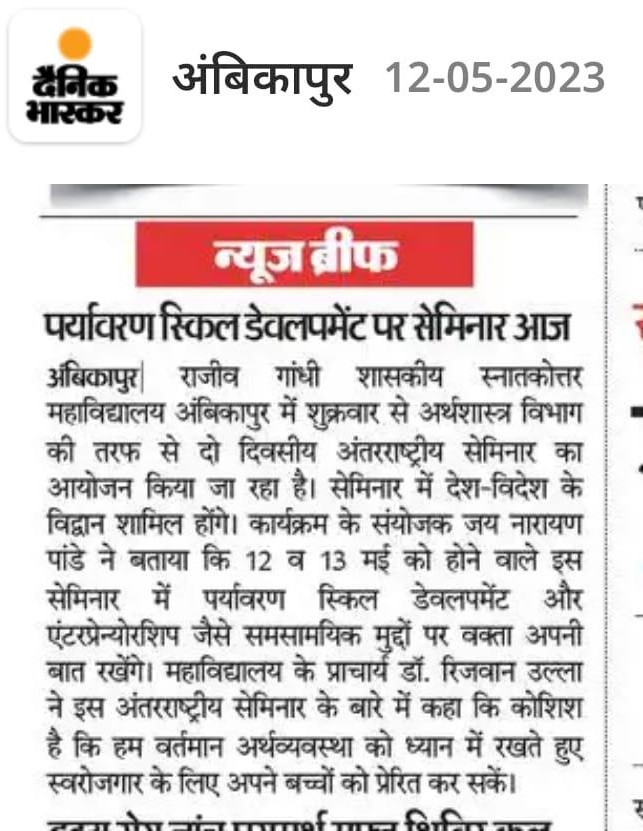 दैनिक
भास्कर
अंबिकापुर 12-05-2023
न्यूज ब्रीफ
पर्यावरण स्किल डेवलपमेंट पर सेमिनार आज
अंबिकापुर| राजीव गांधी शासकीय स्नातकोत्तर
महाविद्यालय अंबिकापुर में शुक्रवार से अर्थशास्त्र विभाग
की तरफ से दो दिवसीय अंतरराष्ट्रीय सेमिनार का
आयोजन किया जा रहा है। सेमिनार में देश-विदेश के
विद्वान शामिल होंगे। कार्यक्रम के संयोजक जय नारायण
पांडे ने बताया कि 12 व 13 मई को होने वाले इस
सेमिनार में पर्यावरण स्किल डेवलपमेंट और
एंटरप्रेन्योरशिप जैसे समसामयिक मुद्दों पर वक्ता अपनी
बात रखेंगे। महाविद्यालय के प्राचार्य डॉ. रिजवान उल्ला
ने इस अंतरराष्ट्रीय सेमिनार के बारे में कहा कि कोशिश
है कि हम वर्तमान अर्थव्यवस्था को ध्यान में रखते हुए
स्वरोजगार के लिए अपने बच्चों को प्रेरित कर सकें।